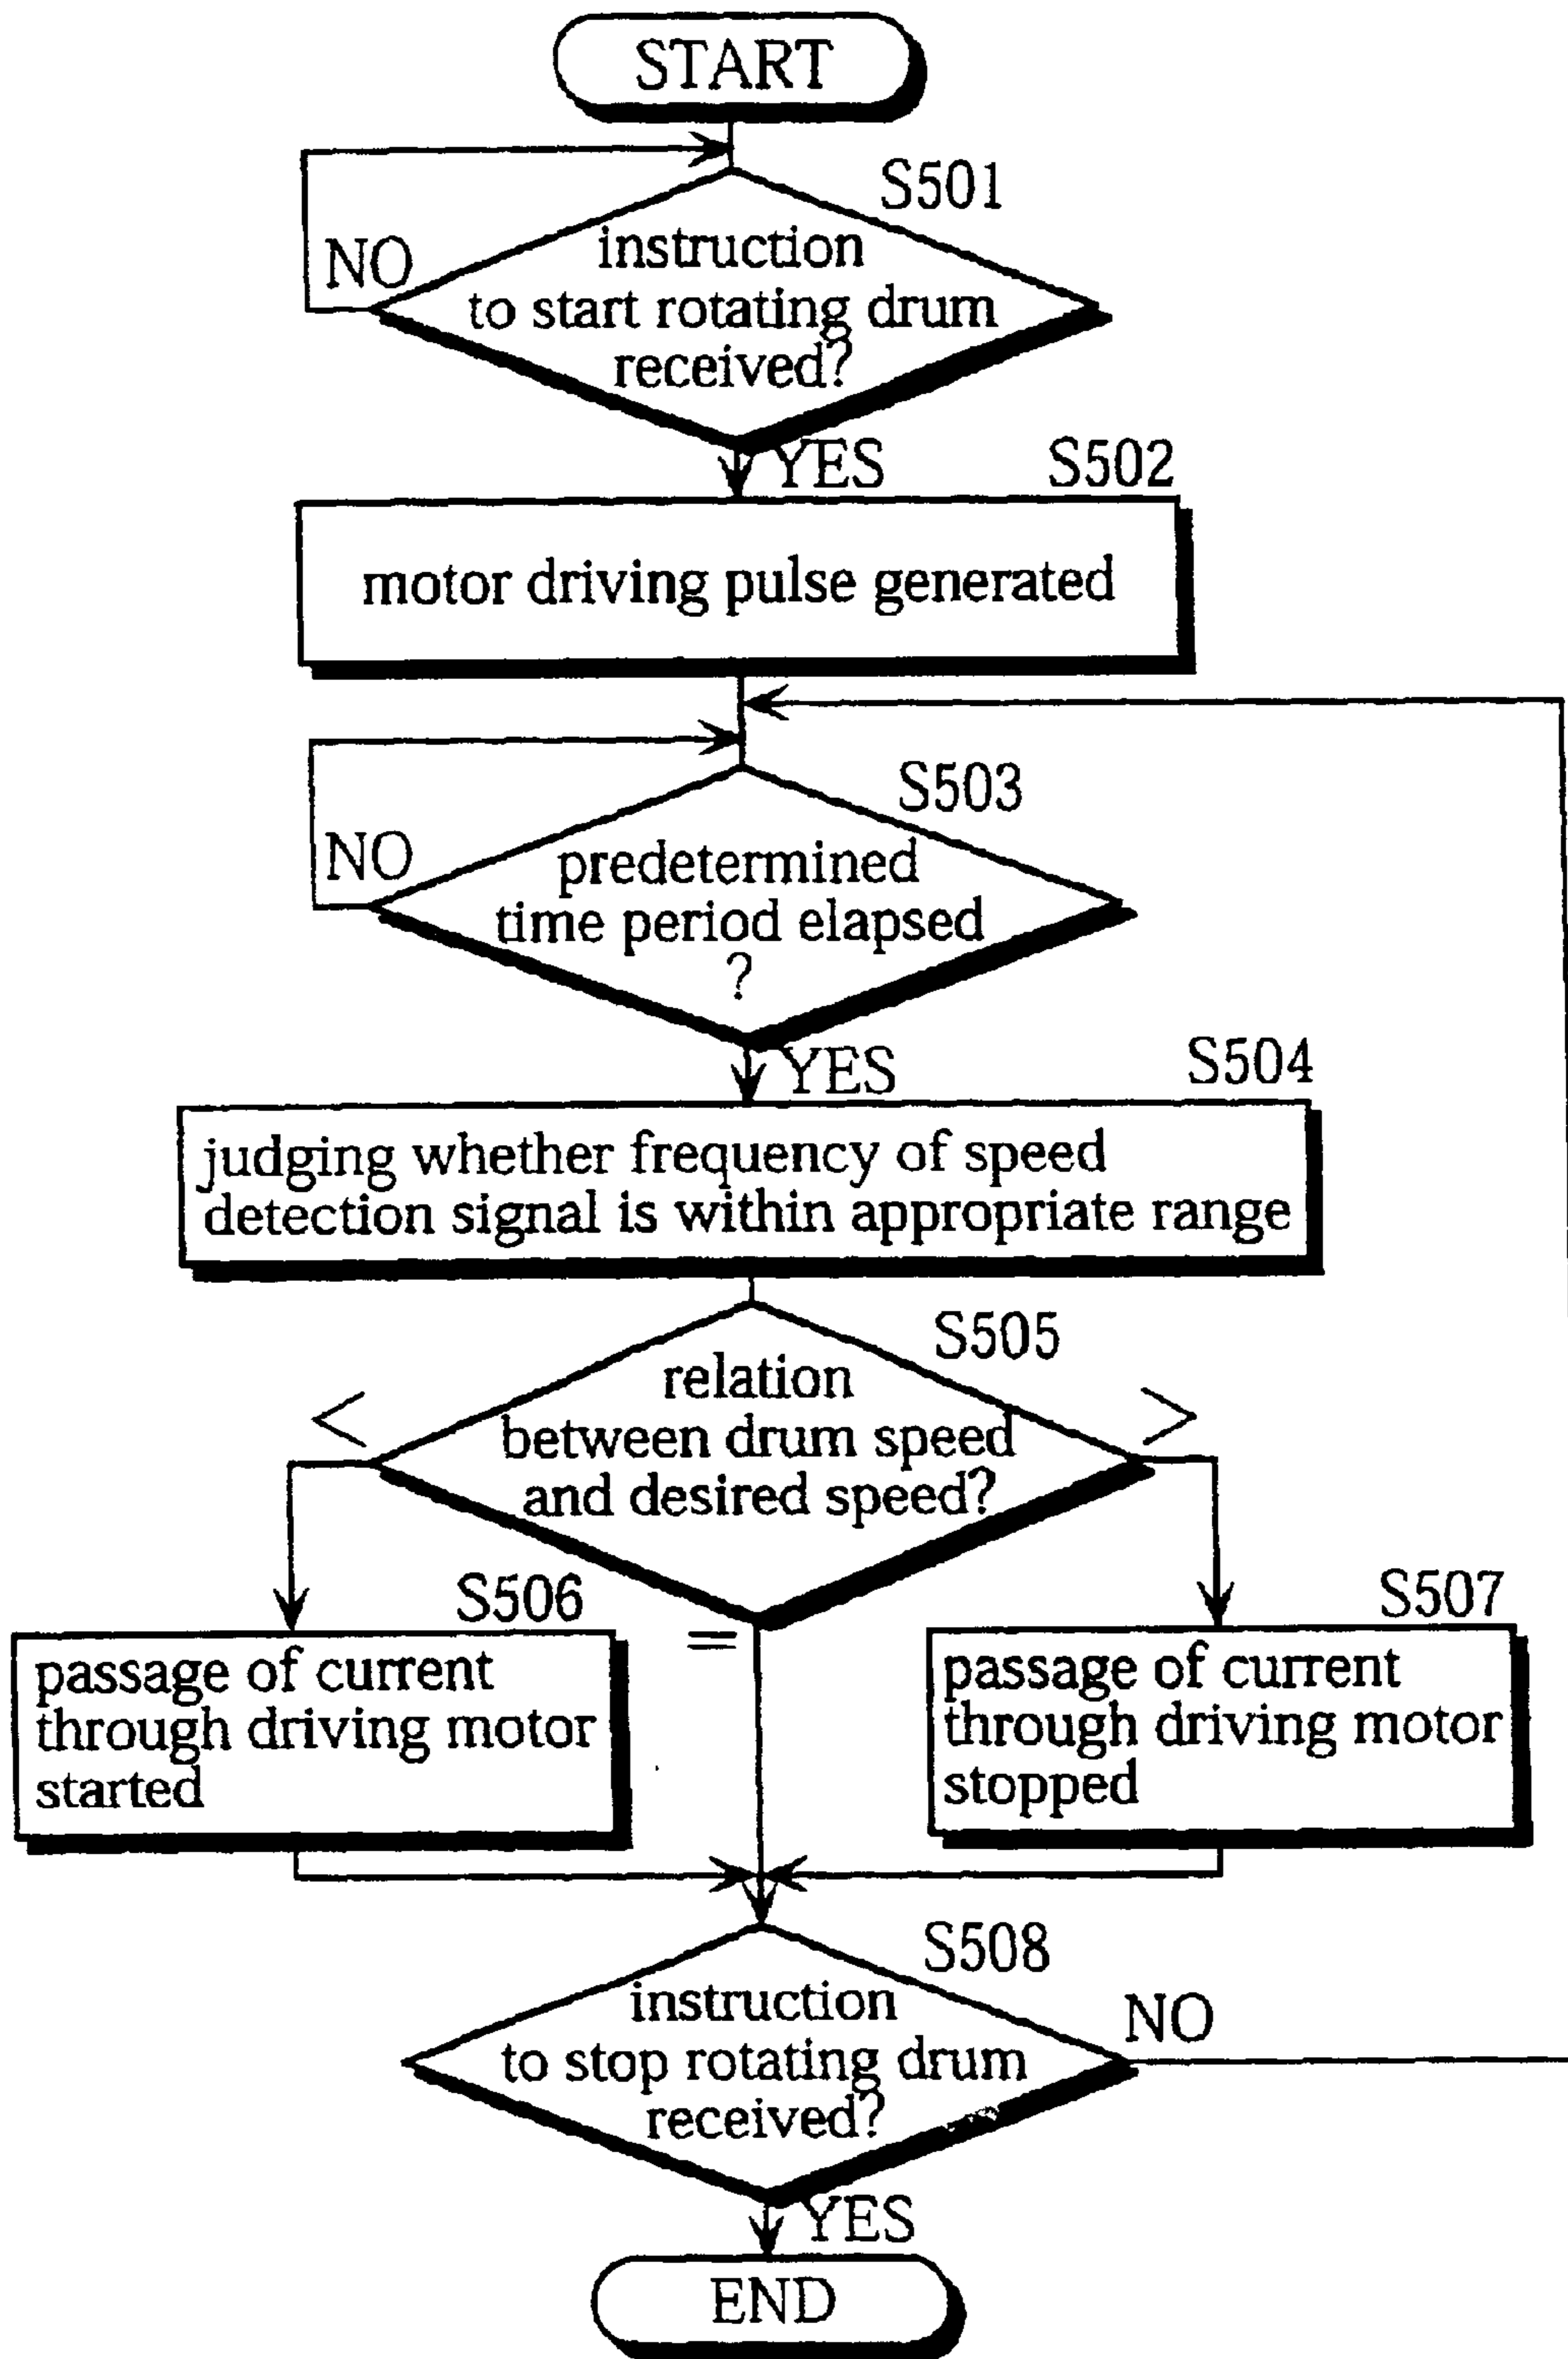 START
S501
NO
instruction
to start rotating drum
received?
YES
S502
motor driving pulse generated
S503
NO
predetermined
time period elapsed
?
YES
S504
judging whether frequency of speed
detection signal is within appropriate range
S505
<
>
relation
between drum speed
and desired speed?
S506
=
S507
passage of current
through driving motor
started
passage of current
through driving motor
stopped
S508
instruction
to stop rotating drum
received?
NO
YES
END